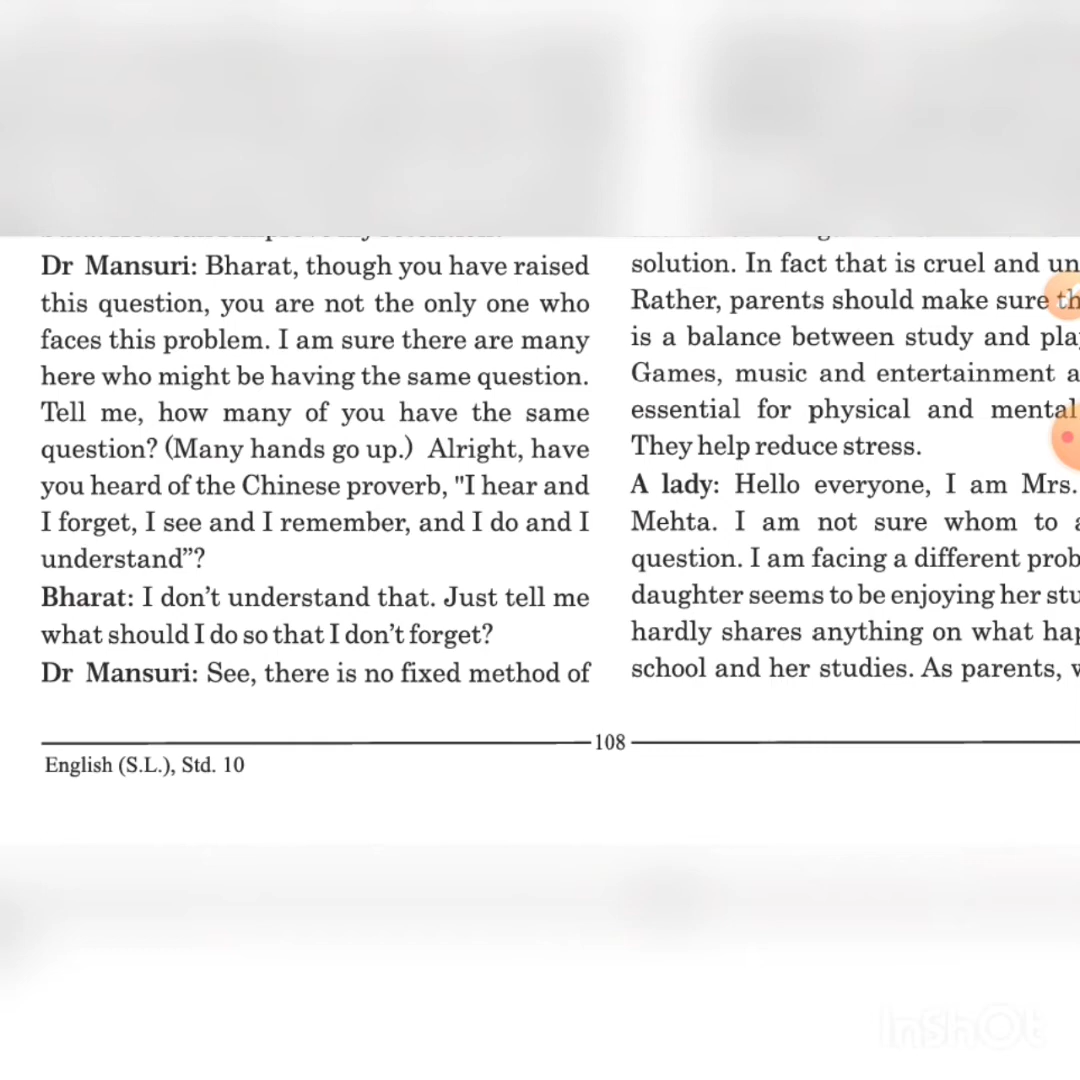 Dr Mansuri: Bharat, though you have raised
this question, you are not the only one who
faces this problem. I am sure there are many
here who might be having the same question.
Tell me, how many of you have the same
question? (Many hands go up.) Alright, have
you heard of the Chinese proverb, "I hear and
I forget, I see and I remember, and I do and I
understand”?
Bharat: I don’t understand that. Just tell me
what should I do so that I don’t forget?
Dr Mansuri: See, there is no fixed method of
solution. In fact that is cruel and
Rather, parents should make sure
is a balance between study and
Games, music and entertainment
essential for physical and mental
They help reduce stress.
A lady: Hello everyone, I am Mrs.
Mehta. I am not sure whom to
question. I am facing a different
daughter seems to be enjoying her
hardly shares anything on what
school and her studies. As parents,
108
English (S.L.), Std. 10
InShOt